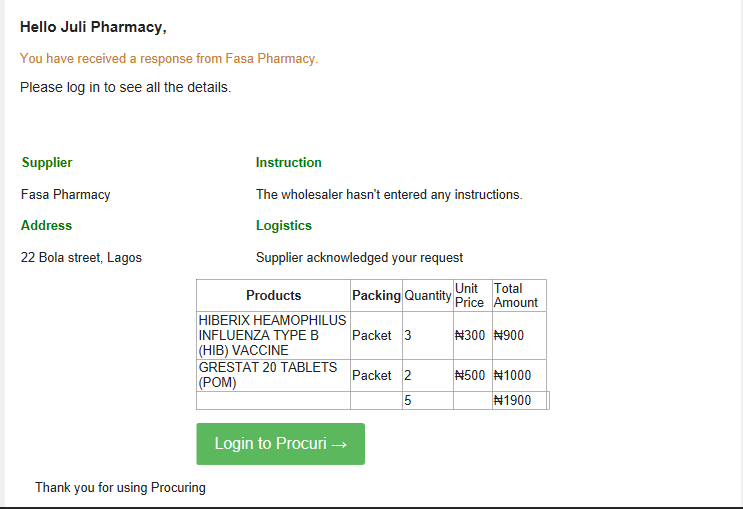 Hello Juli Pharmacy,
You have received a response from Fasa Pharmacy.
Please log in to see all the details.
Supplier
Instruction
Fasa Pharmacy
The wholesaler hasn't entered any instructions.
Address
Logistics
22 Bola street, Lagos
Supplier acknowledged your request
Products Packing Quantity Unit Price Total Amount
HIBERIX HEAMOPHILUS
INFLUENZA TYPE B
(HIB) VACCINE
Packet 3 ₦300 ₦900
GRESTAT 20 TABLETS
(POM)
Packet 2 ₦500 ₦1000
5 ₦1900
Login to Procuri →
Thank you for using Procuring